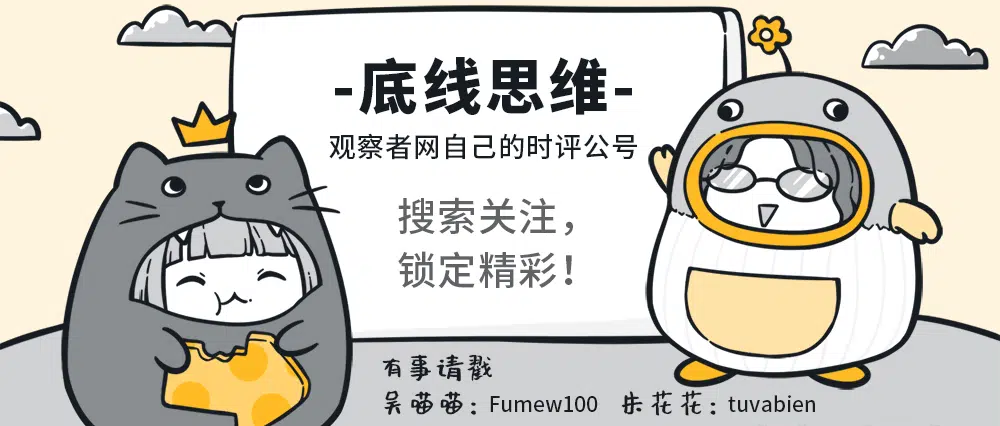 -底线思维-
观察者网自己的时评公号
搜索关注，
锁定精彩！
有事请戳
吴喵喵：Fumew100 朱花花：tuvabien